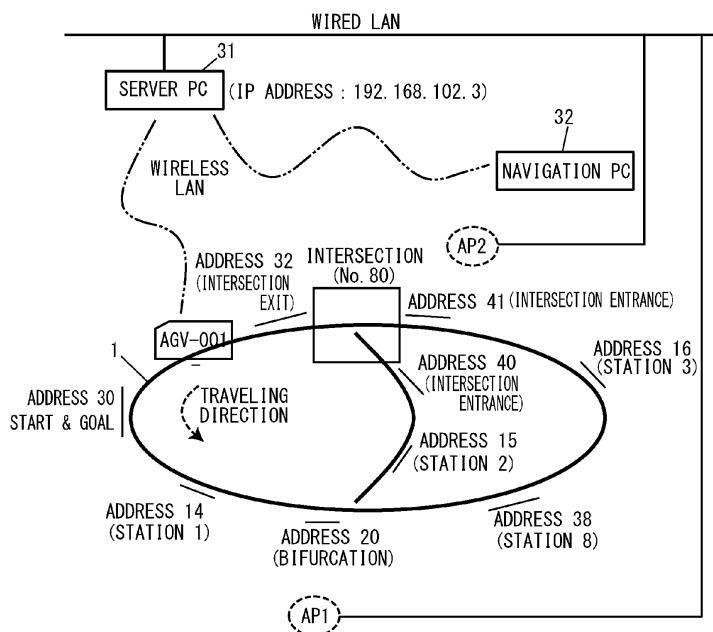 WIRED LAN
31
SERVER PC
(IP ADDRESS : 192.168.102.3)
32
NAVIGATION PC
WIRELESS
LAN
AP2
ADDRESS 32
(INTERSECTION
EXIT)
INTERSECTION
(No.80)
ADDRESS 41 (INTERSECTION ENTRANCE)
AGV-001
1
ADDRESS 40
(INTERSECTION
ENTRANCE)
ADDRESS 16
(STATION 3)
ADDRESS 30
START & GOAL
TRAVELING
DIRECTION
ADDRESS 15
(STATION 2)
ADDRESS 14
(STATION 1)
ADDRESS 20
(BIFURCATION)
ADDRESS 38
(STATION 8)
AP1